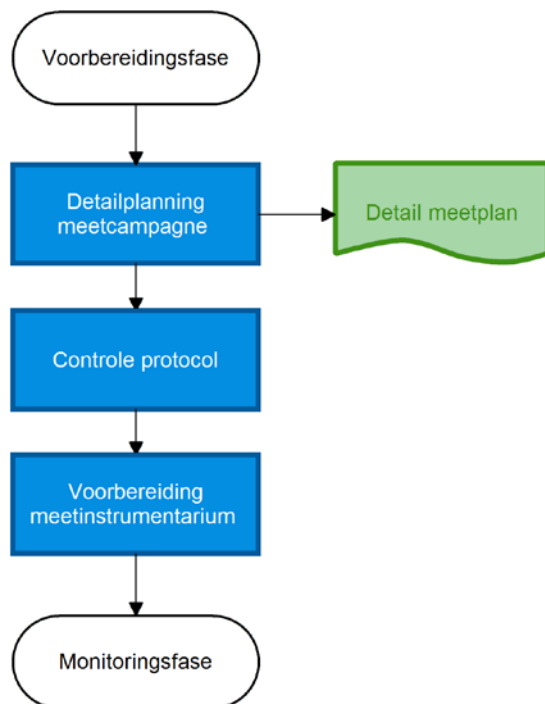 Voorbereidingsfase
Detailplanning
meetcampagne
Detail meetplan
Controle protocol
Voorbereiding
meetinstrumentarium
Monitoringsfase